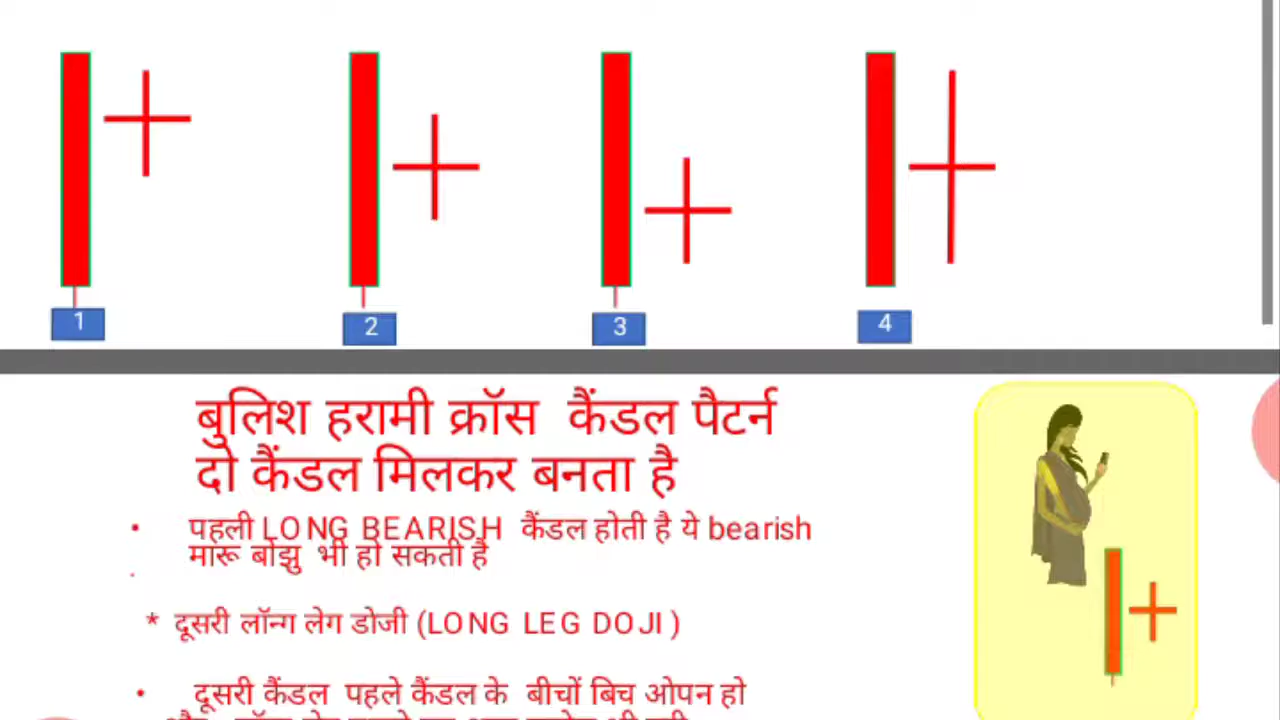 1 2 3 4
बुलिश हरामी क्रॉस कैंडल पैटर्न
दो कैंडल मिलकर बनता है
• पहली LONG BEARISH कैंडल होती है ये bearish
मारू बोझु भी हो सकती है
* दूसरी लॉन्ग लेग डोजी (LONG LEG DOJI )
• दूसरी कैंडल पहले कैंडल के बीचों बिच ओपन हो